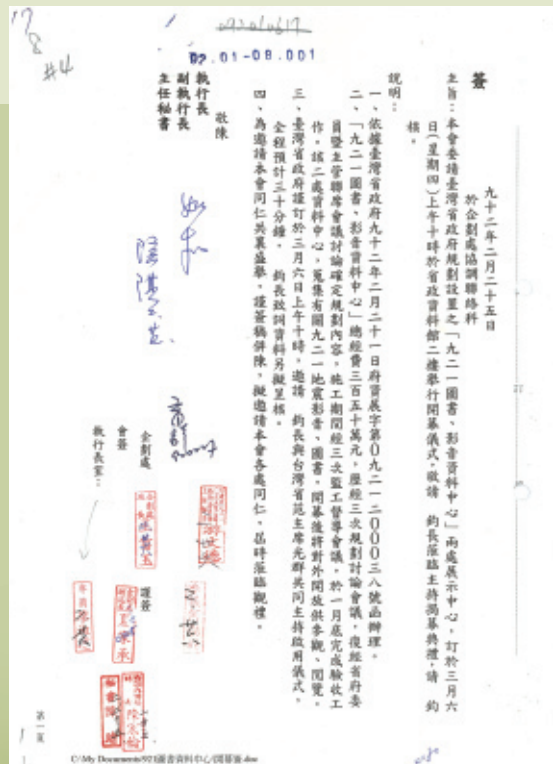 17/8
#4
092010617
02.01-08.001
簽
九十二年二月二十五日
於企劃處協調聯絡科
主旨：本會委請臺灣省政府規劃設置之「九二一圖書、影音資料中心」兩處展示中心，訂於三月六
日(星期四)上午十時於省政資料館二樓舉行開幕儀式，敬請　鈞長蒞臨主持揭幕典禮，請　鈞
核。
說明：
一、依據臺灣省政府九十二年二月二十一日府資展字第０九二一二０００三八號函辦理。
二、「九二一圖書、影音資料中心」總經費三百五十萬元，歷經三次規劃討論會議，復經省府委
員暨主管聯席會議討論確定規劃內容，施工期間經三次監工督導會議，於一月底完成驗收工
作。該二處資料中心，蒐集有關九二一地震影音、圖書，開幕後將對外開放供參觀、閱覽。
三、臺灣省政府謹訂於三月六日上午十時，邀請　鈞長與台灣省范主席光群共同主持啟用儀式，
全程預計三十分鐘。　鈞長致詞資料另擬呈核。
四、為邀請本會同仁共襄盛舉，謹簽稿併陳，擬邀請本會各處同仁，屆時蒞臨觀禮。
敬陳
執行長
副執行長
主任秘書
企劃處
會簽
謹簽
執行長室：
第一頁
C:\My Documents\921圖書資料中心\開幕簽.doc